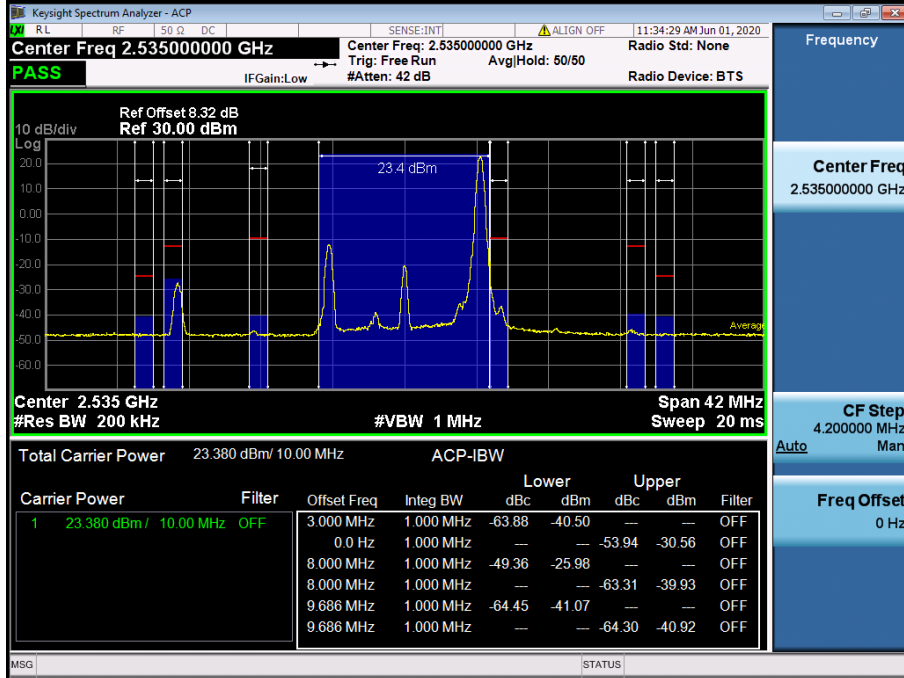 Keysight Spectrum Analyzer - ACP
LXI RL RF 50 Ω DC SENSE:INT ALIGN OFF 11:34:29 AM Jun 01, 2020
Center Freq 2.535000000 GHz Center Freq: 2.535000000 GHz Radio Std: None Frequency
Trig: Free Run Avg|Hold: 50/50
PASS IFGain:Low #Atten: 42 dB Radio Device: BTS
Ref Offset 8.32 dB
10 dB/div Ref 30.00 dBm
Log
20.0 23.4 dBm
10.0
0.00
-10.0
-20.0
-30.0
-40.0
Average
-50.0
-60.0
Center Freq
2.535000000 GHz
Center 2.535 GHz Span 42 MHz
#Res BW 200 kHz #VBW 1 MHz Sweep 20 ms
CF Step
4.200000 MHz
Auto Man
Freq Offset
0 Hz
Total Carrier Power 23.380 dBm/ 10.00 MHz ACP-IBW
Lower Upper
Carrier Power Filter Offset Freq Integ BW dBc dBm dBc dBm Filter
1 23.380 dBm / 10.00 MHz OFF 3.000 MHz 1.000 MHz -63.88 -40.50 --- --- OFF
0.0 Hz 1.000 MHz --- --- -53.94 -30.56 OFF
8.000 MHz 1.000 MHz -49.36 -25.98 --- --- OFF
8.000 MHz 1.000 MHz --- --- -63.31 -39.93 OFF
9.686 MHz 1.000 MHz -64.45 -41.07 --- --- OFF
9.686 MHz 1.000 MHz --- --- -64.30 -40.92 OFF
MSG STATUS